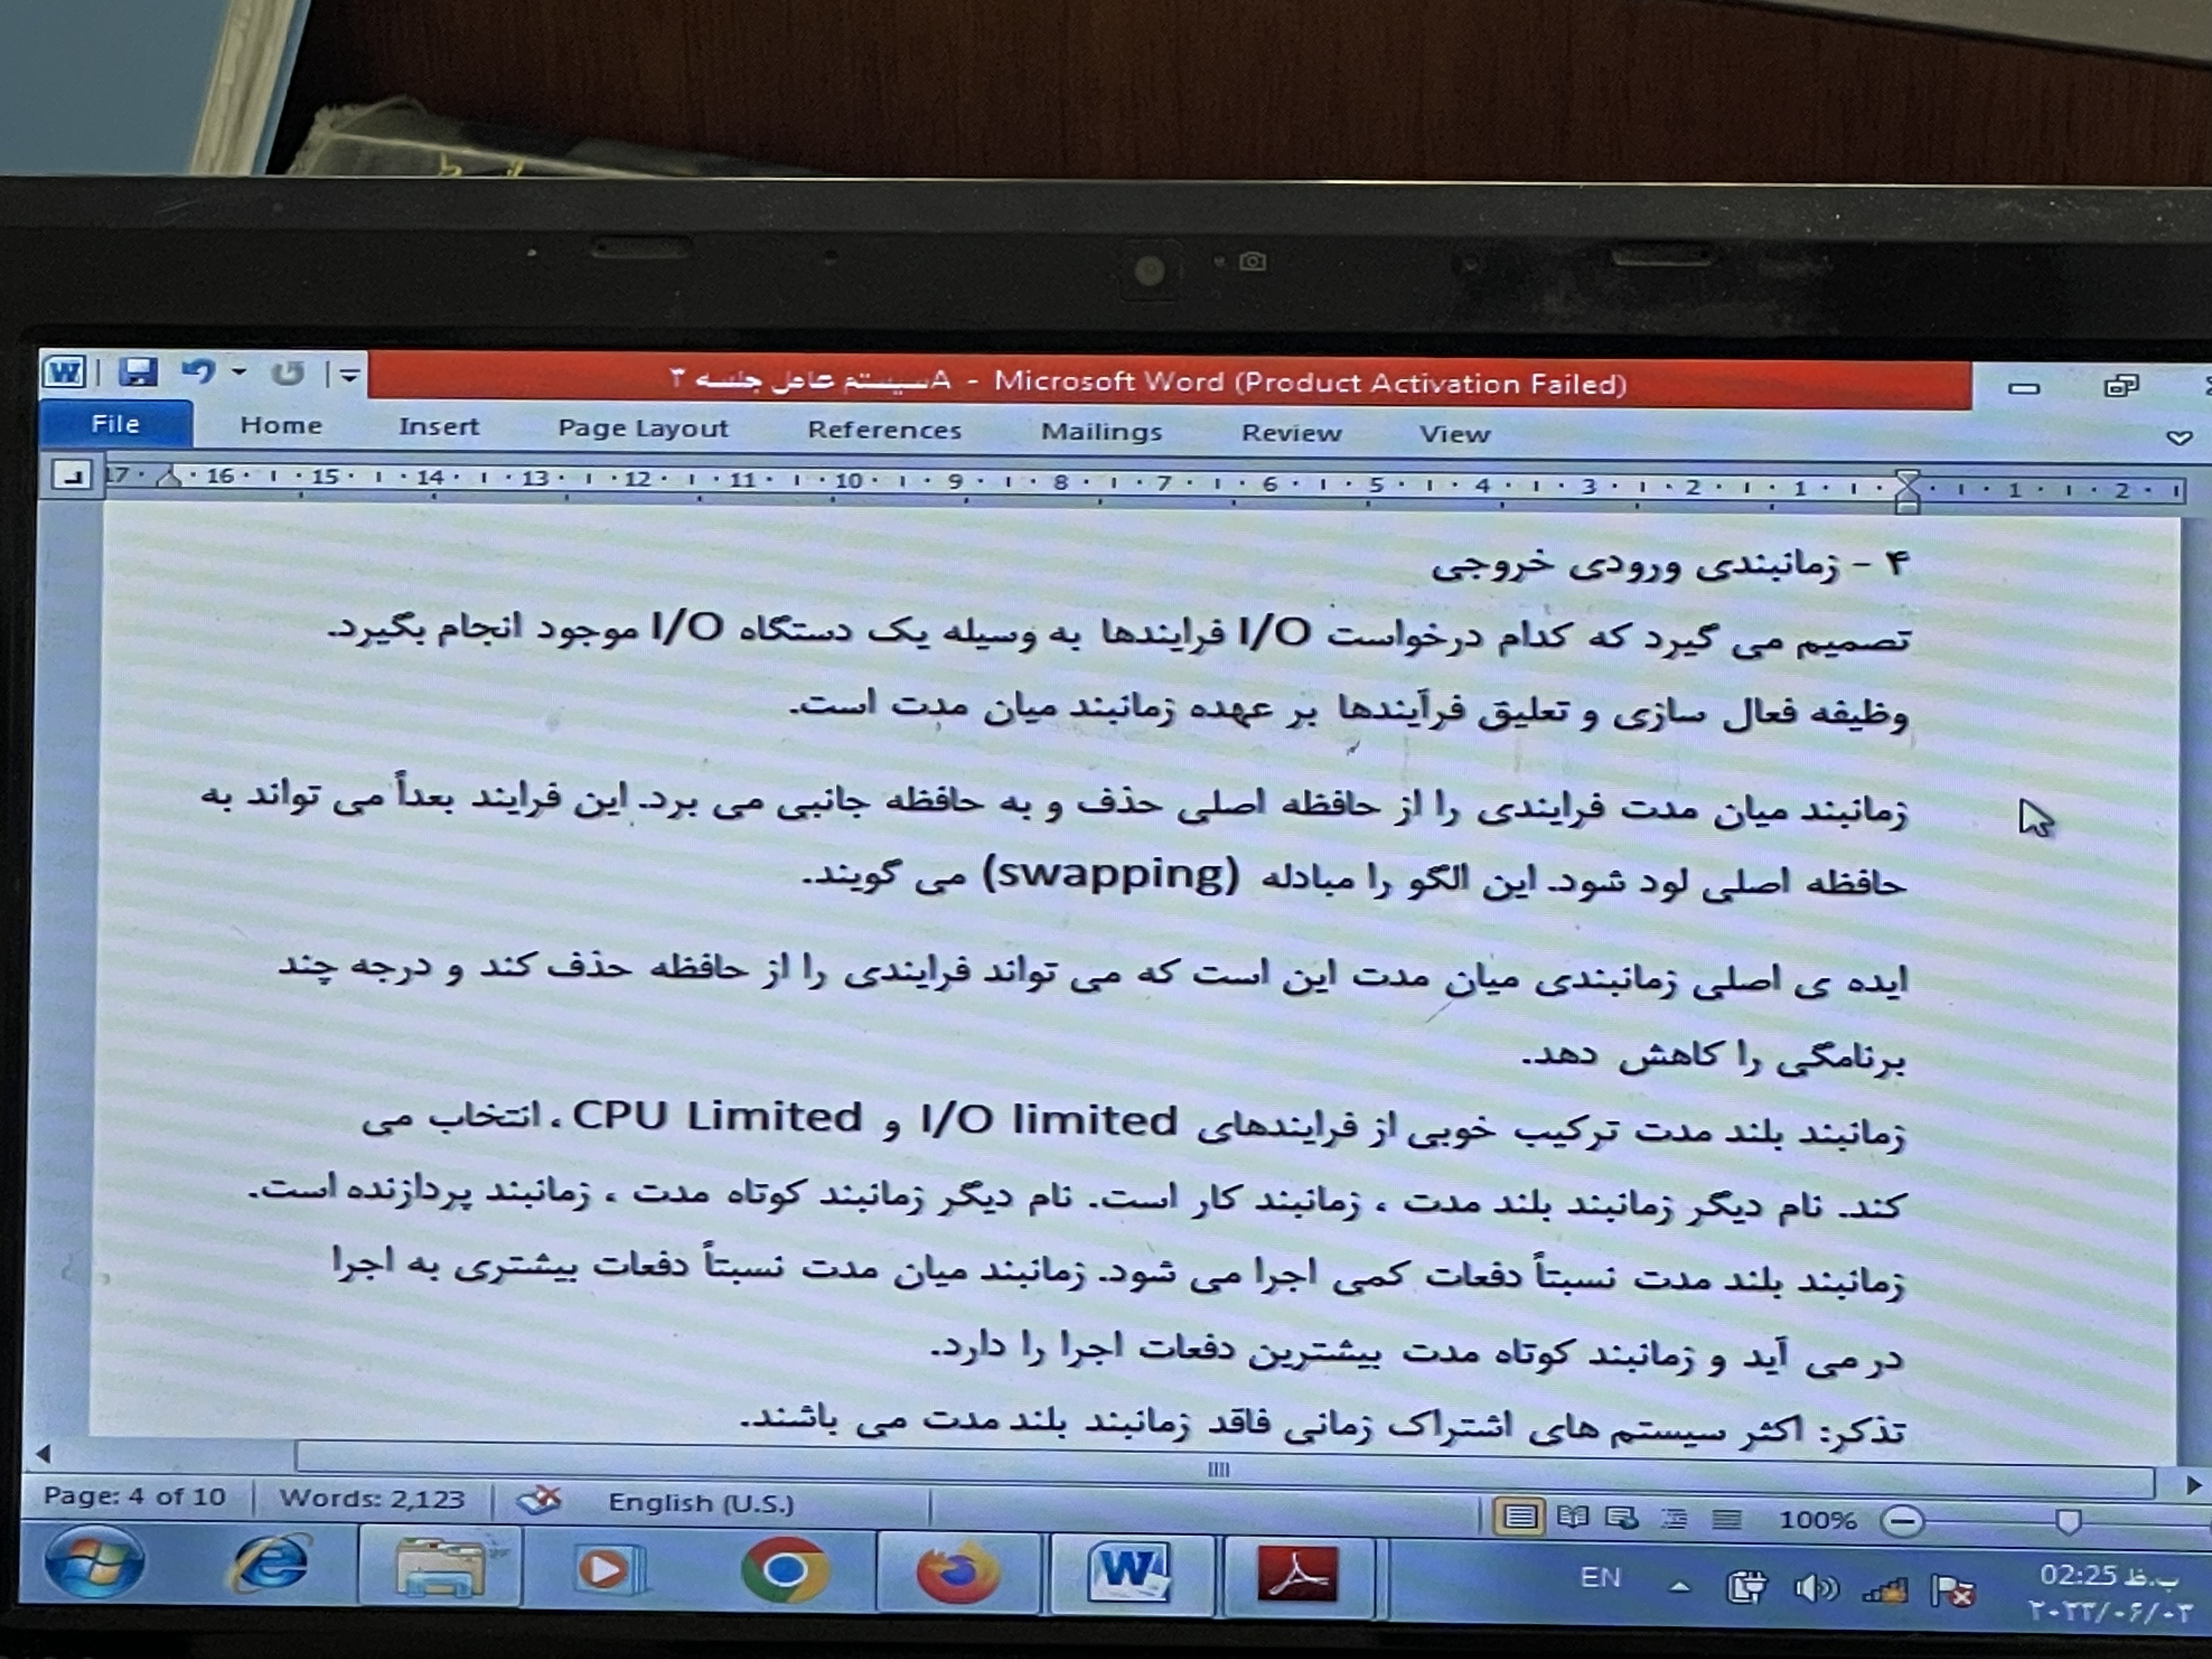 سیستم عامل جلسه ۳A - Microsoft Word (Product Activation Failed)
File Home Insert Page Layout References Mailings Review View
17 16 15 14 13 12 11 10 9 8 7 6 5 4 3 2 1 1 2
۴ - زمانبندی ورودی خروجی
تصمیم می گیرد که کدام درخواست I/O فرایندها به وسیله یک دستگاه I/O موجود انجام بگیرد.
وظیفه فعال سازی و تعلیق فرآیندها بر عهده زمانبند میان مدت است.
زمانبند میان مدت فرایندی را از حافظه اصلی حذف و به حافظه جانبی می برد. این فرایند بعداً می تواند به
حافظه اصلی لود شود. این الگو را مبادله (swapping) می گویند.
ایده ی اصلی زمانبندی میان مدت این است که می تواند فرایندی را از حافظه حذف کند و درجه چند
برنامگی را کاهش دهد.
زمانبند بلند مدت ترکیب خوبی از فرایندهای I/O limited و CPU Limited ، انتخاب می
کند. نام دیگر زمانبند بلند مدت ، زمانبند کار است. نام دیگر زمانبند کوتاه مدت ، زمانبند پردازنده است.
زمانبند بلند مدت نسبتاً دفعات کمی اجرا می شود. زمانبند میان مدت نسبتاً دفعات بیشتری به اجرا
در می آید و زمانبند کوتاه مدت بیشترین دفعات اجرا را دارد.
تذکر: اکثر سیستم های اشتراک زمانی فاقد زمانبند بلند مدت می باشند.
Page: 4 of 10 Words: 2,123 English (U.S.) 100%
EN 02:25 ب.ظ
۲۰۲۳/۰۶/۰۳